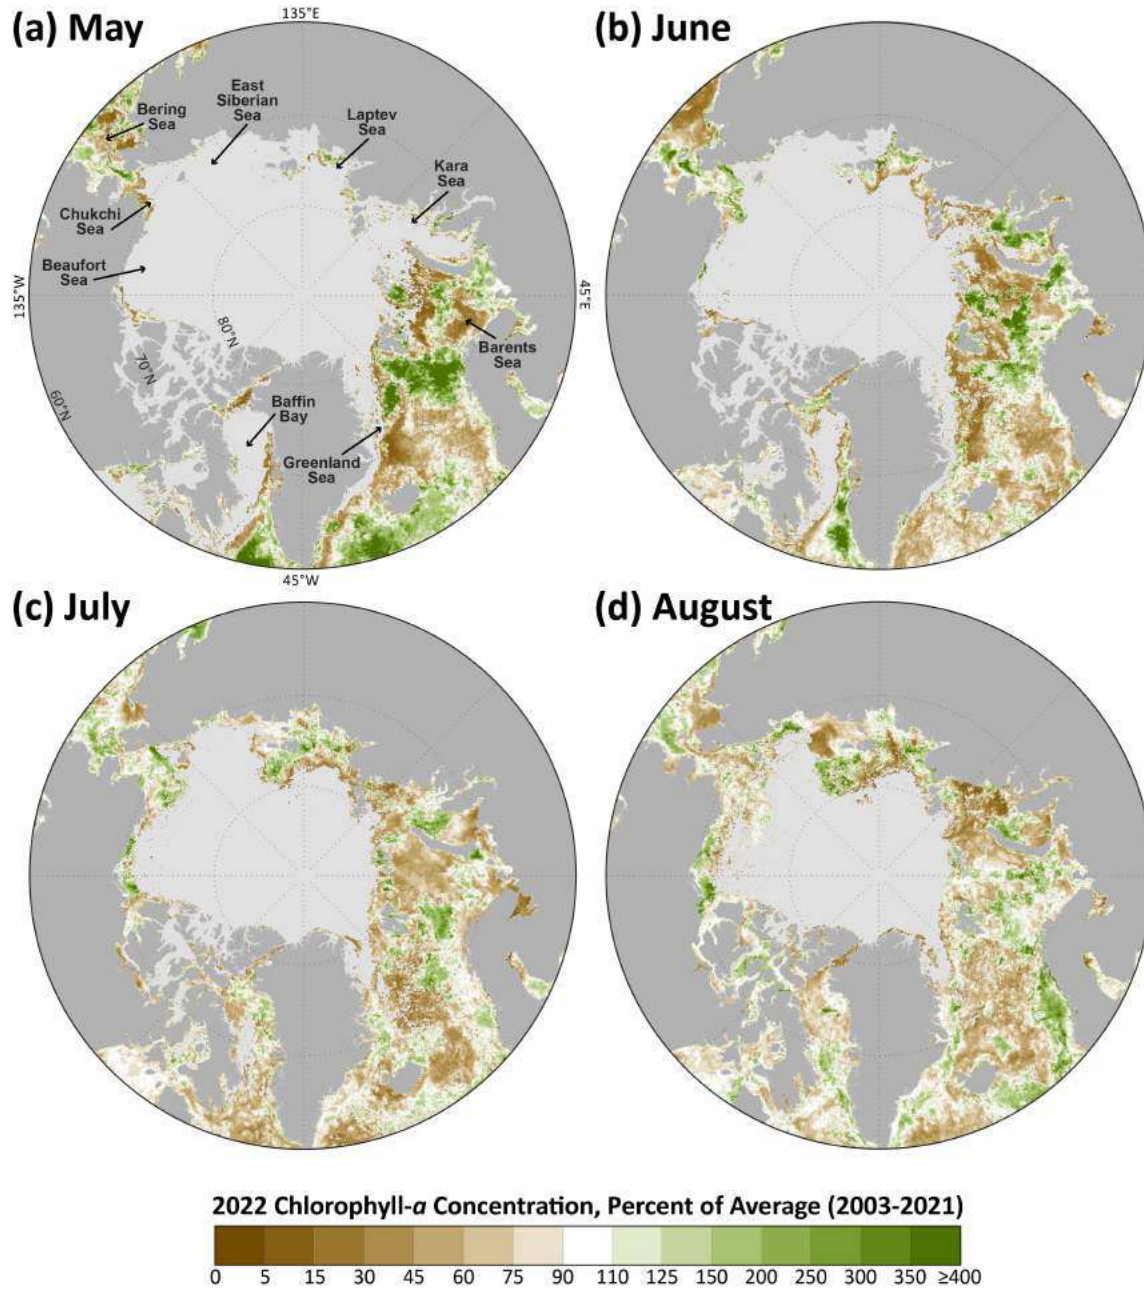 (a) May
135°E
(b) June
Bering
Sea
East
Siberian
Sea
Laptev
Sea
Kara
Sea
Chukchi
Sea
Beaufort
Sea
135°W
45°E
80°N
70°N
60°N
Barents
Sea
Baffin
Bay
Greenland
Sea
45°W
(c) July
(d) August
2022 Chlorophyll-a Concentration, Percent of Average (2003-2021)
0 5 15 30 45 60 75 90 110 125 150 200 250 300 350 ≥400